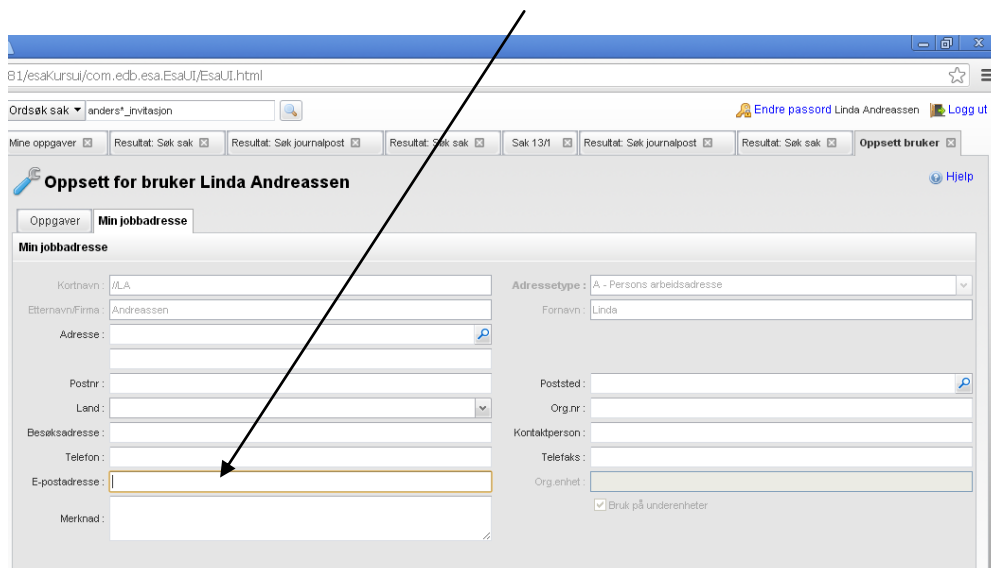 81/esaKursui/com.edb.esa.EsaUI/EsaUI.html
Ordsøk sak anders*_invitasjon Endre passord Linda Andreassen Logg ut
Mine oppgaver Resultat: Søk sak Resultat: Søk journalpost Resultat: Søk sak Sak 13/1 Resultat: Søk journalpost Resultat: Søk sak Oppsett bruker
Oppsett for bruker Linda Andreassen Hjelp
Oppgaver Min jobbadresse
Min jobbadresse
Kortnavn : //LA Adressetype : A - Persons arbeidsadresse
Etternavn/Firma : Andreassen Fornavn : Linda
Adresse :
Postnr : Poststed :
Land : Org.nr :
Besøksadresse : Kontaktperson :
Telefon : Telefaks :
E-postadresse : Org.enhet :
Bruk på underenheter
Merknad :